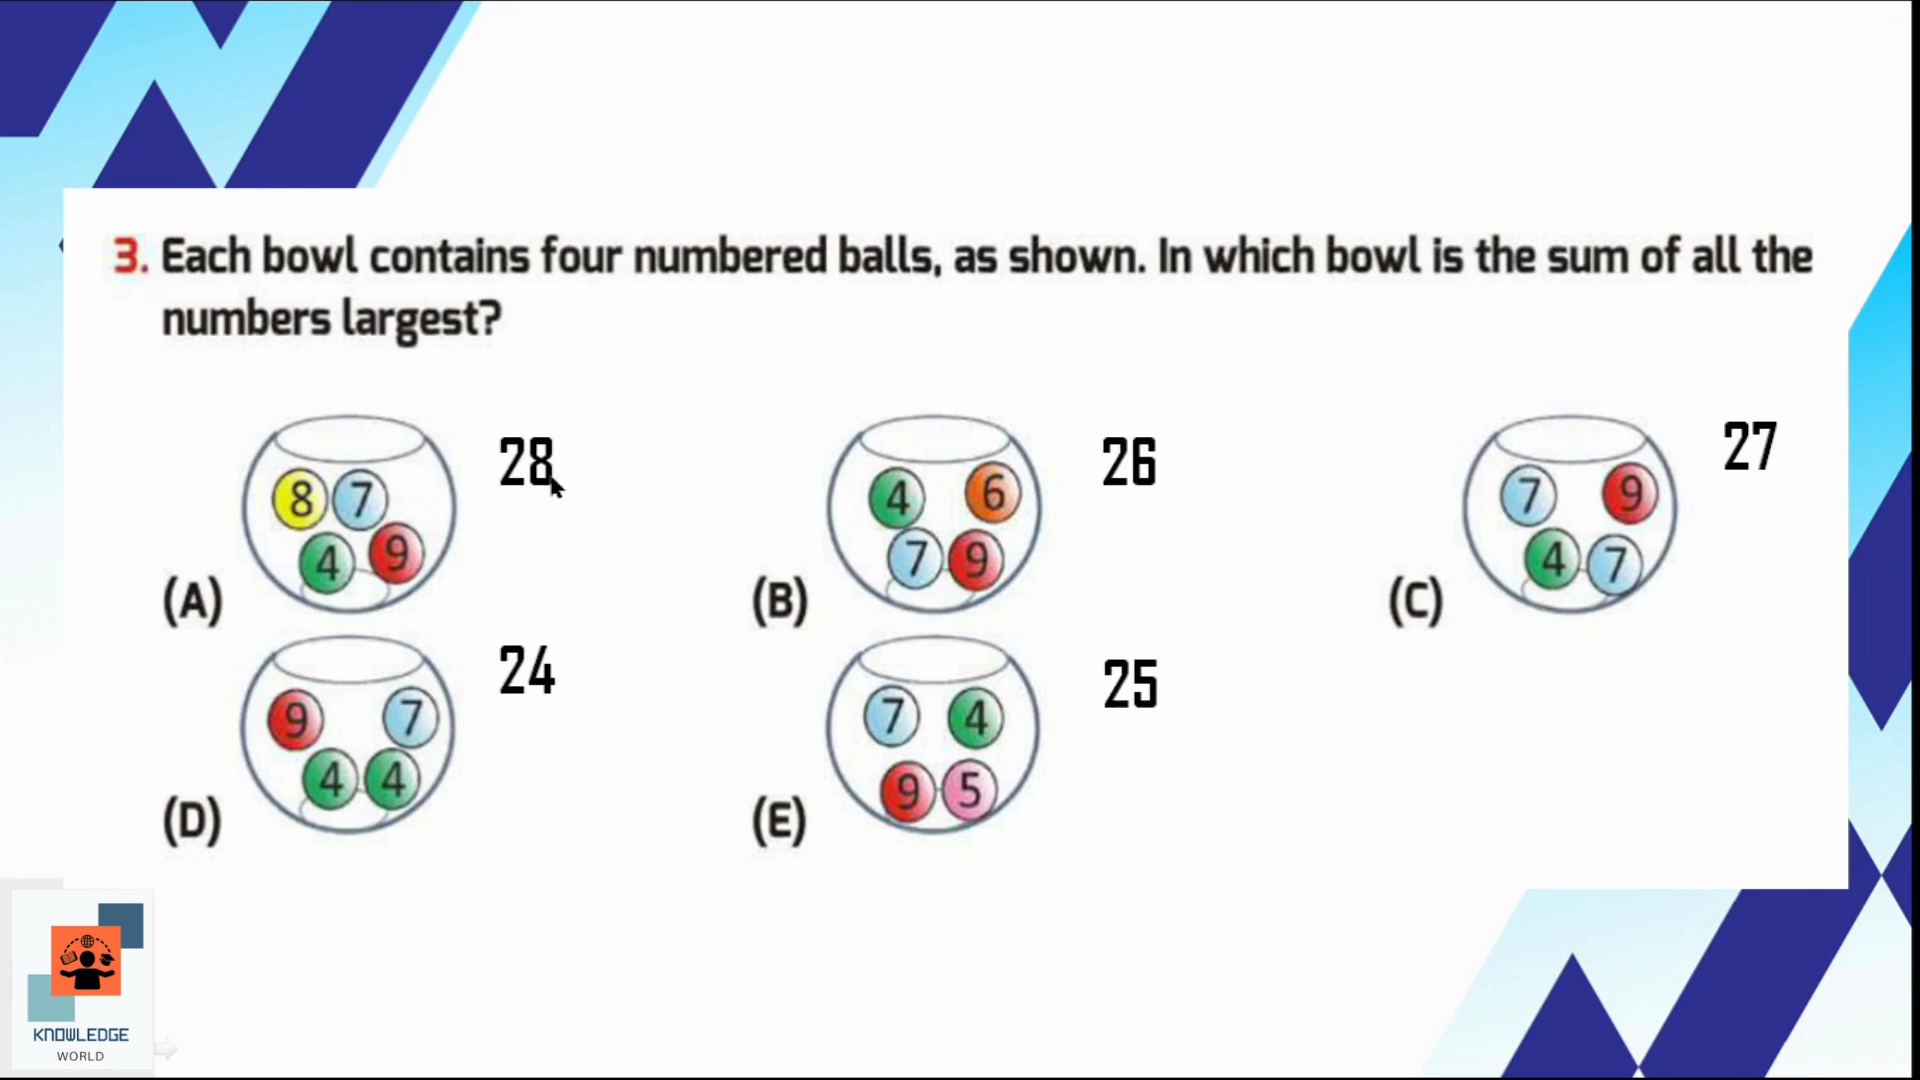 3. Each bowl contains four numbered balls, as shown. In which bowl is the sum of all the
numbers largest?
(A)
8 7
4 9
28
(B)
4 6
7 9
26
(C)
7 9
4 7
27
(D)
9 7
4 4
24
(E)
7 4
9 5
25
KNOWLEDGE
WORLD